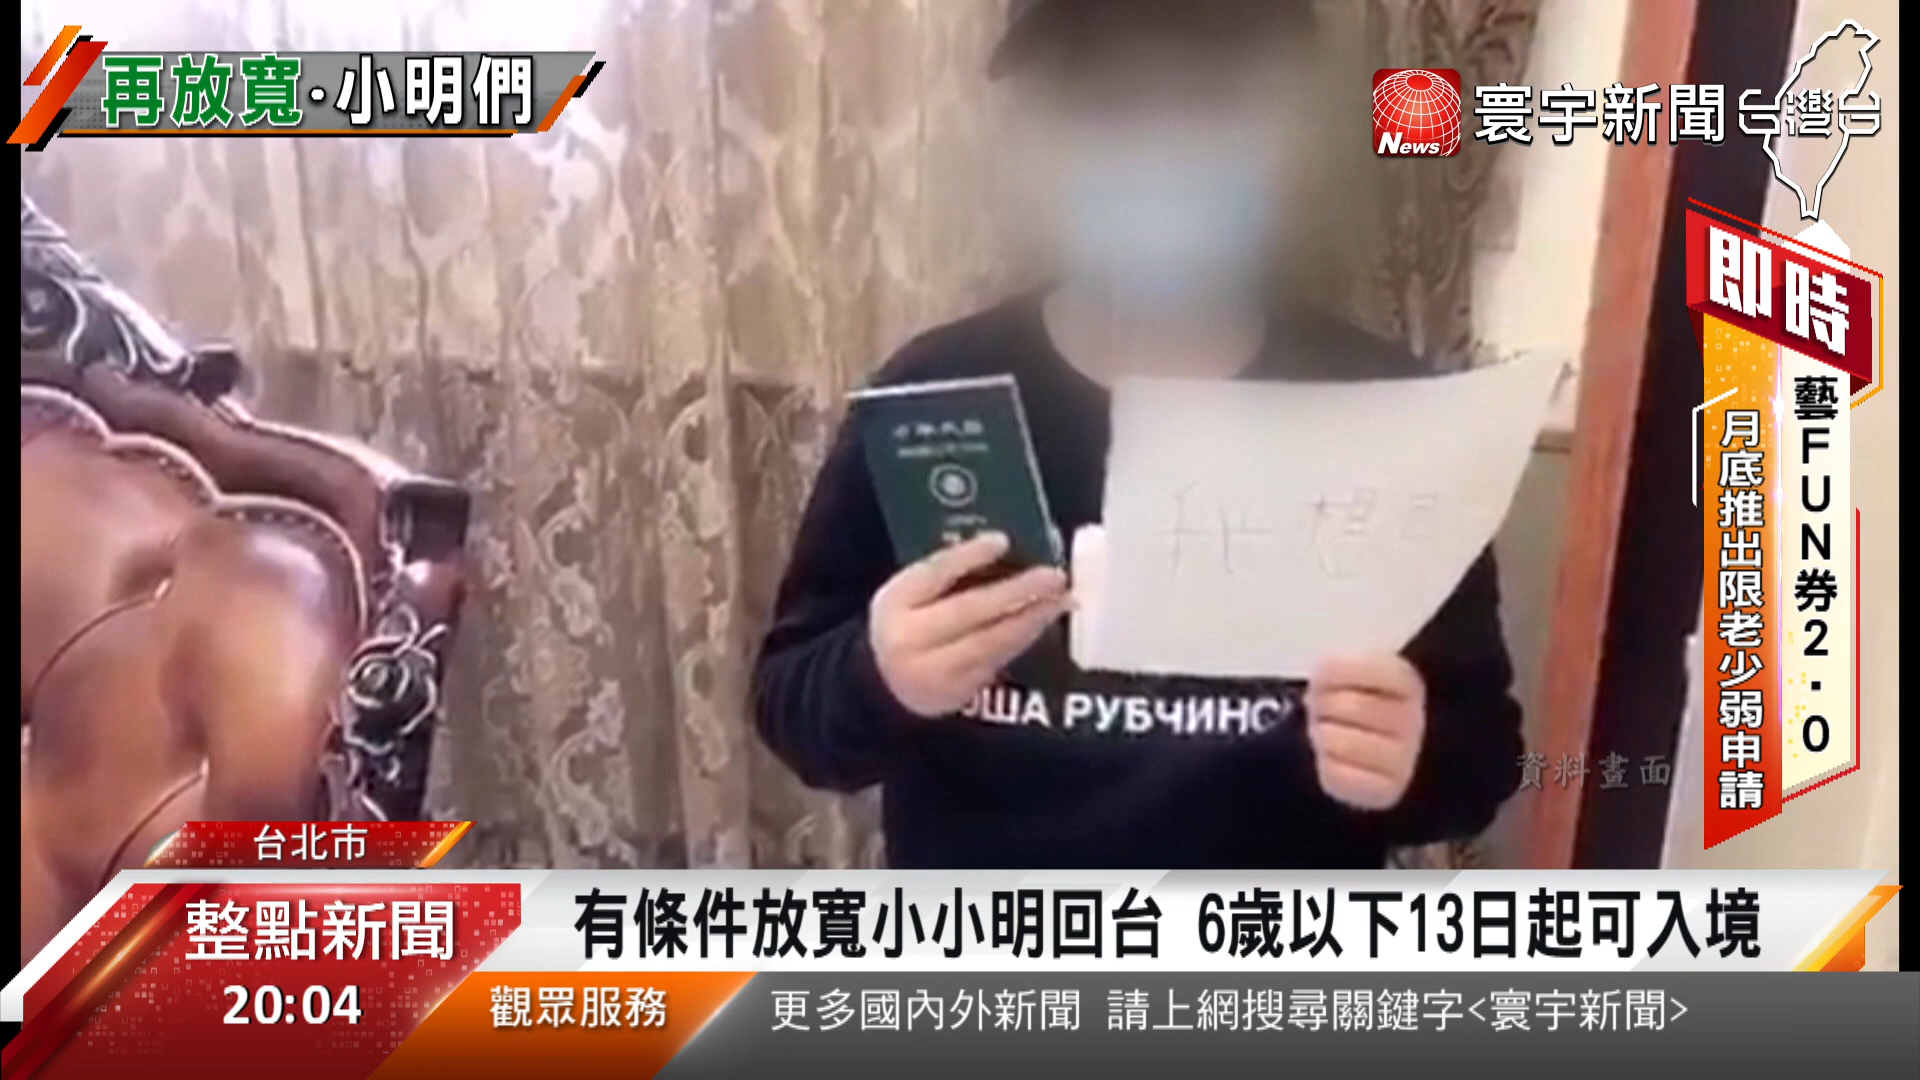 再放寬·小明們
News
寰宇新聞
台灣台
即時
藝FUN券2.0
月底推出限老少弱申請
ОША РУБЧИНС
資料畫面
台北市
整點新聞
有條件放寬小小明回台 6歲以下13日起可入境
20:04
觀眾服務
更多國內外新聞 請上網搜尋關鍵字<寰宇新聞>